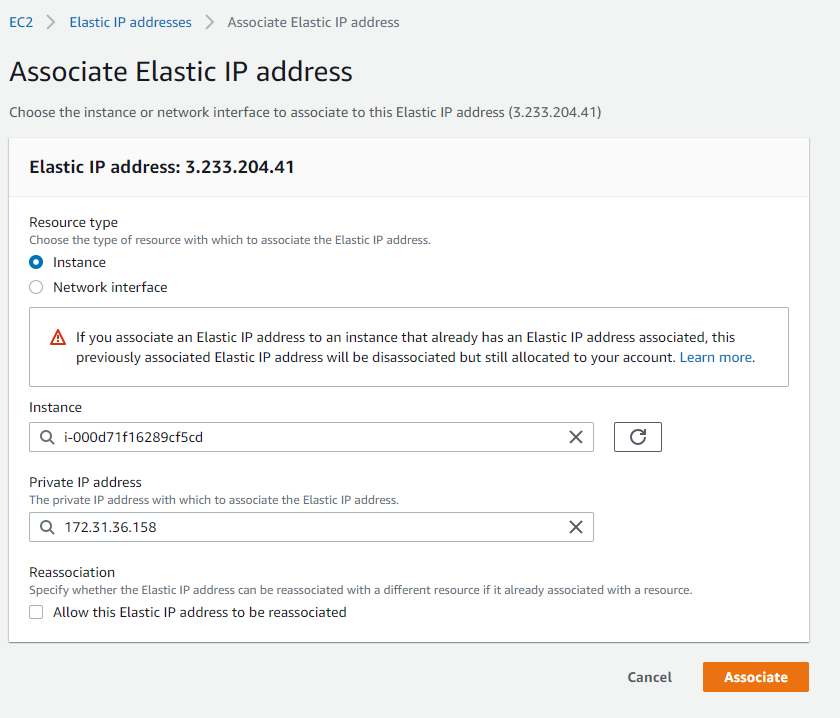 EC2 > Elastic IP addresses > Associate Elastic IP address
Associate Elastic IP address
Choose the instance or network interface to associate to this Elastic IP address (3.233.204.41)
Elastic IP address: 3.233.204.41
Resource type
Choose the type of resource with which to associate the Elastic IP address.
Instance
Network interface
If you associate an Elastic IP address to an instance that already has an Elastic IP address associated, this
previously associated Elastic IP address will be disassociated but still allocated to your account. Learn more.
Instance
i-000d71f16289cf5cd
Private IP address
The private IP address with which to associate the Elastic IP address.
172.31.36.158
Reassociation
Specify whether the Elastic IP address can be reassociated with a different resource if it already associated with a resource.
Allow this Elastic IP address to be reassociated
Cancel
Associate